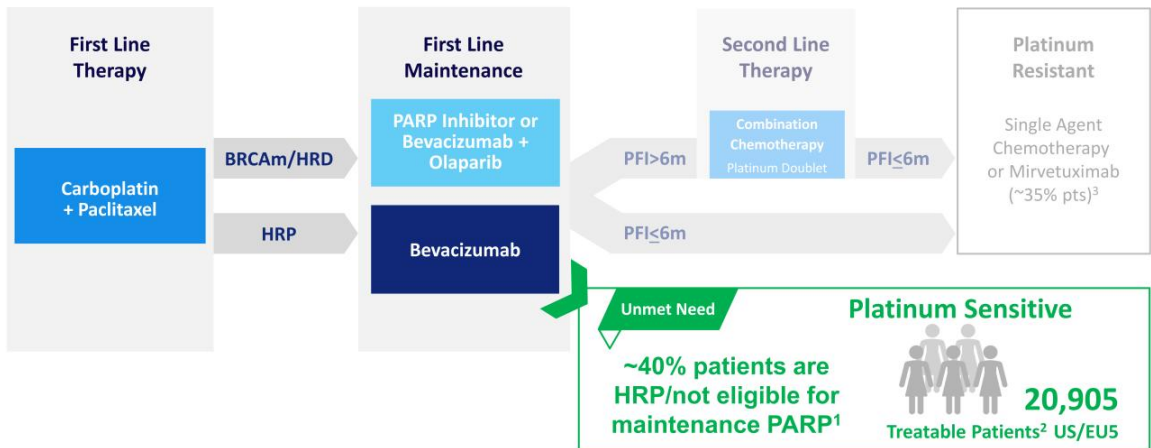 First Line
Therapy
Carboplatin
+ Paclitaxel
BRCAm/HRD
HRP
First Line
Maintenance
PARP Inhibitor or
Bevacizumab +
Olaparib
Bevacizumab
PFI>6m
PFI≤6m
Second Line
Therapy
Combination
Chemotherapy
Platinum Doublet
PFI≤6m
Platinum
Resistant
Single Agent
Chemotherapy
or Mirvetuximab
(~35% pts)³
Unmet Need
~40% patients are
HRP/not eligible for
maintenance PARP¹
Platinum Sensitive
20,905
Treatable Patients² US/EU5